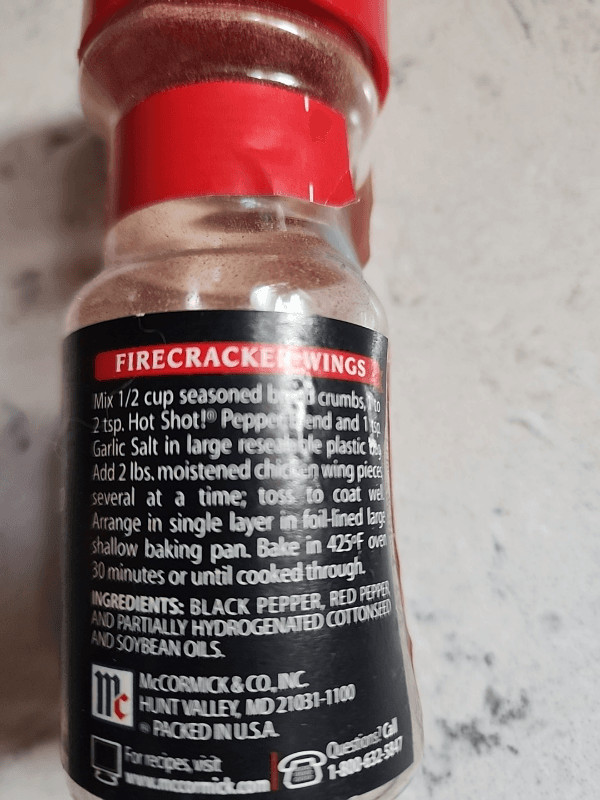 FIRECRACKER WINGS
Mix 1/2 cup seasoned bread crumbs, 1 to
2 tsp. Hot Shot!® Pepper Blend and 1 tsp.
Garlic Salt in large resealable plastic bag.
Add 2 lbs. moistened chicken wing pieces,
several at a time; toss to coat well.
Arrange in single layer in foil-lined large
shallow baking pan. Bake in 425°F oven
30 minutes or until cooked through.
INGREDIENTS: BLACK PEPPER, RED PEPPER,
AND PARTIALLY HYDROGENATED COTTONSEED
AND SOYBEAN OILS.
Mc McCORMICK & CO., INC.
HUNT VALLEY, MD 21031-1100
• PACKED IN U.S.A.
For recipes, visit
www.mccormick.com
Questions? Call
1-800-632-5847